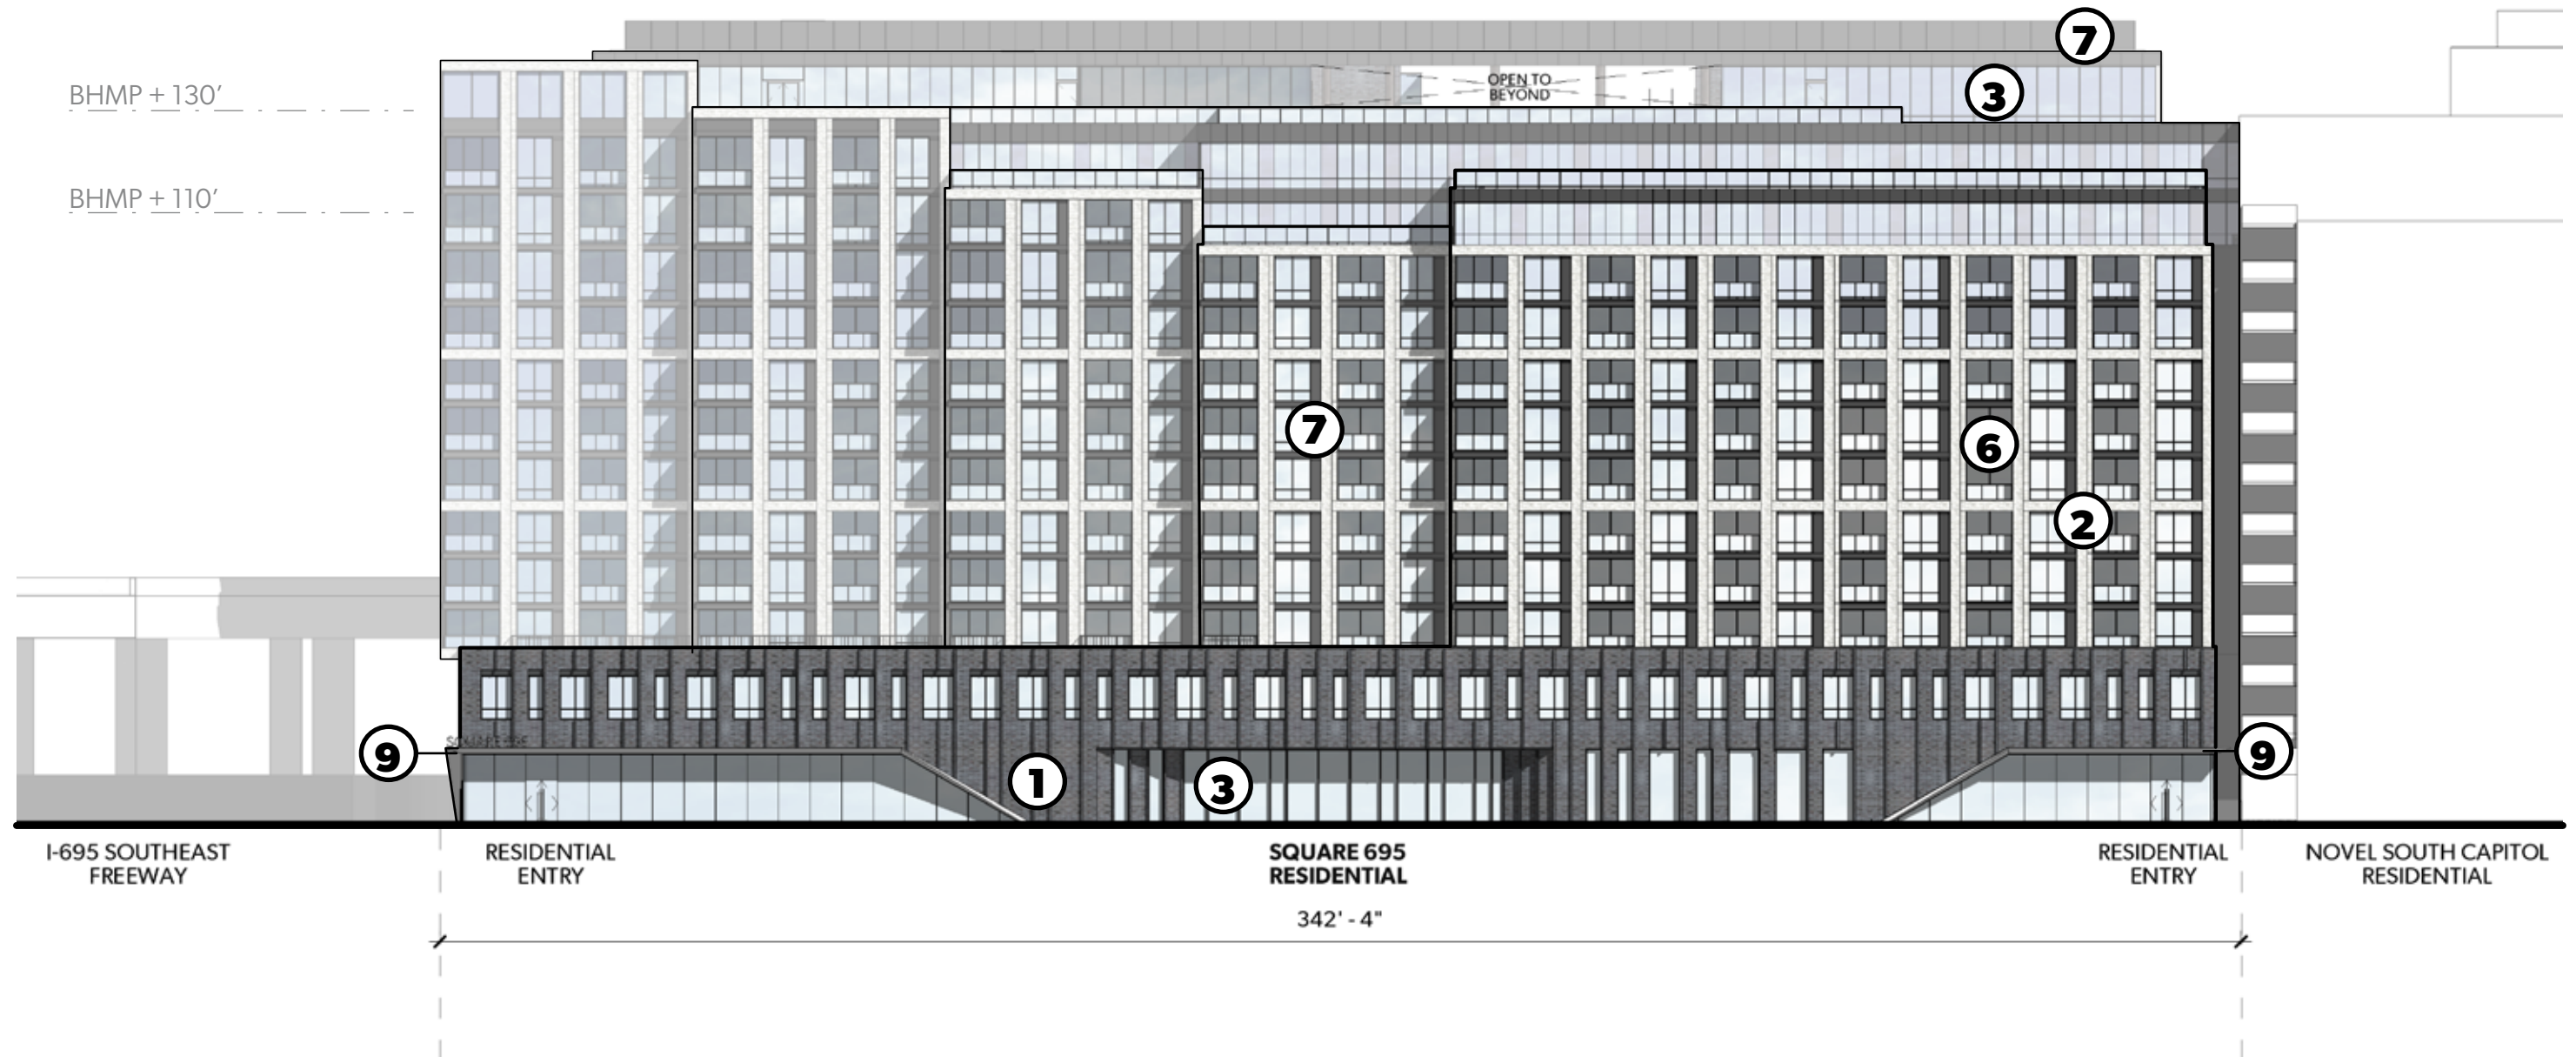 7
OPEN TO
BEYOND
3
BHMP + 130'
BHMP + 110'
7
6
2
9
1
3
9
I-695 SOUTHEAST
FREEWAY
RESIDENTIAL
ENTRY
SQUARE 695
RESIDENTIAL
RESIDENTIAL
ENTRY
NOVEL SOUTH CAPITOL
RESIDENTIAL
342' - 4"